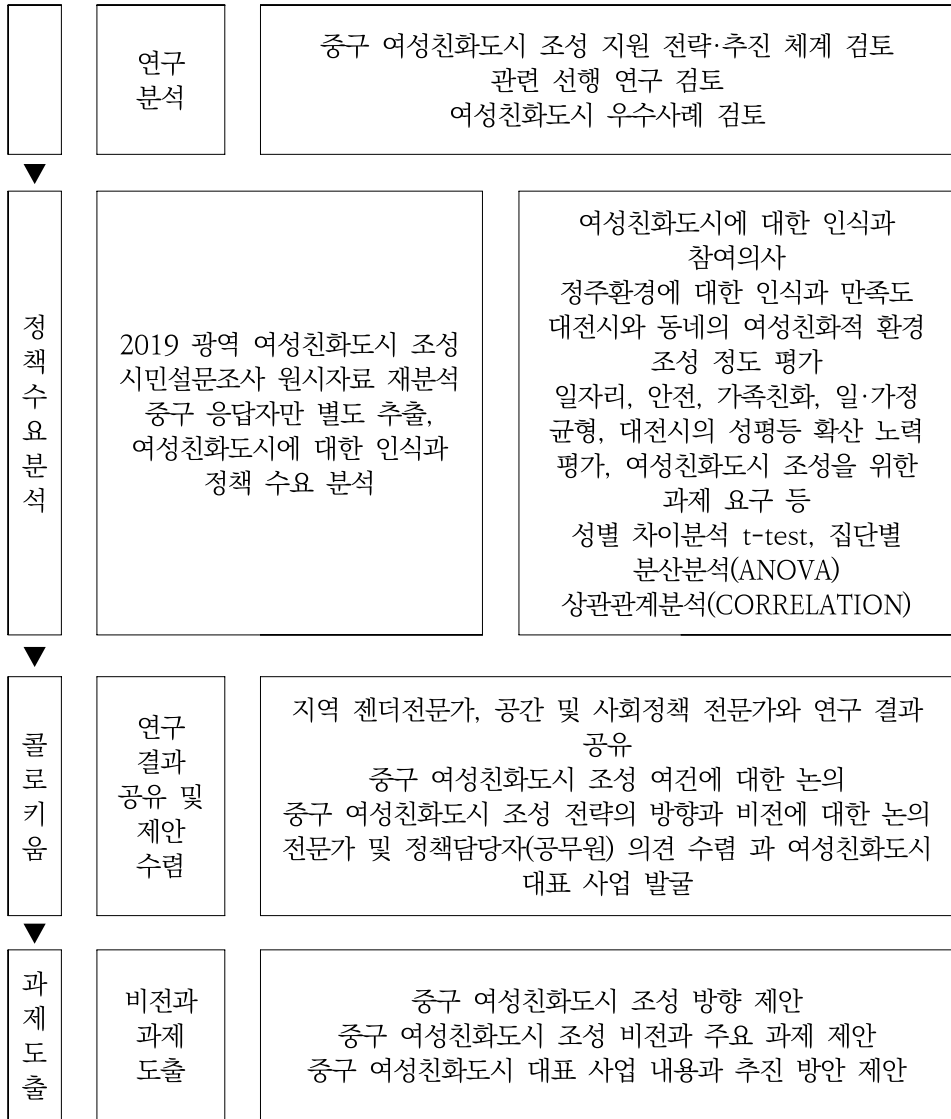 연구
분석
중구 여성친화도시 조성 지원 전략·추진 체계 검토
관련 선행 연구 검토
여성친화도시 우수사례 검토
▼
정
책
수
요
분
석
2019 광역 여성친화도시 조성
시민설문조사 원시자료 재분석
중구 응답자만 별도 추출,
여성친화도시에 대한 인식과
정책 수요 분석
여성친화도시에 대한 인식과
참여의사
정주환경에 대한 인식과 만족도
대전시와 동네의 여성친화적 환경
조성 정도 평가
일자리, 안전, 가족친화, 일·가정
균형, 대전시의 성평등 확산 노력
평가, 여성친화도시 조성을 위한
과제 요구 등
성별 차이분석 t-test, 집단별
분산분석(ANOVA)
상관관계분석(CORRELATION)
▼
콜
로
키
움
연구
결과
공유 및
제안
수렴
지역 젠더전문가, 공간 및 사회정책 전문가와 연구 결과
공유
중구 여성친화도시 조성 여건에 대한 논의
중구 여성친화도시 조성 전략의 방향과 비전에 대한 논의
전문가 및 정책담당자(공무원) 의견 수렴 과 여성친화도시
대표 사업 발굴
▼
과
제
도
출
비전과
과제
도출
중구 여성친화도시 조성 방향 제안
중구 여성친화도시 조성 비전과 주요 과제 제안
중구 여성친화도시 대표 사업 내용과 추진 방안 제안